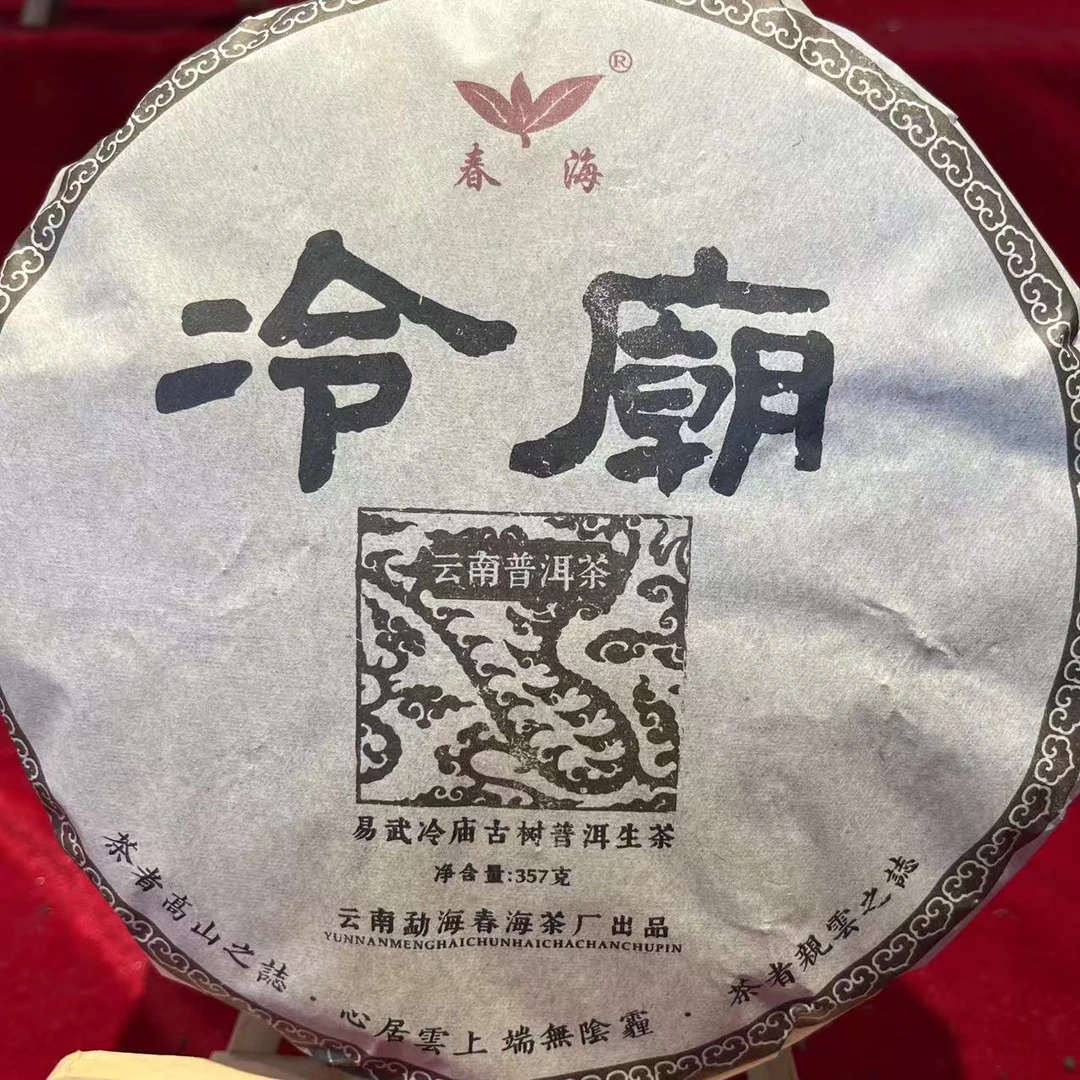 ®
春海
冷廟
云南普洱茶
易武冷庙古树普洱生茶
净含量:357克
云南勐海春海茶厂出品
YUNNANMENGHAICHUNHAICHACHANCHUPIN
茶者高山之誌·心居雲上端無陰霾·茶者親雲之誌